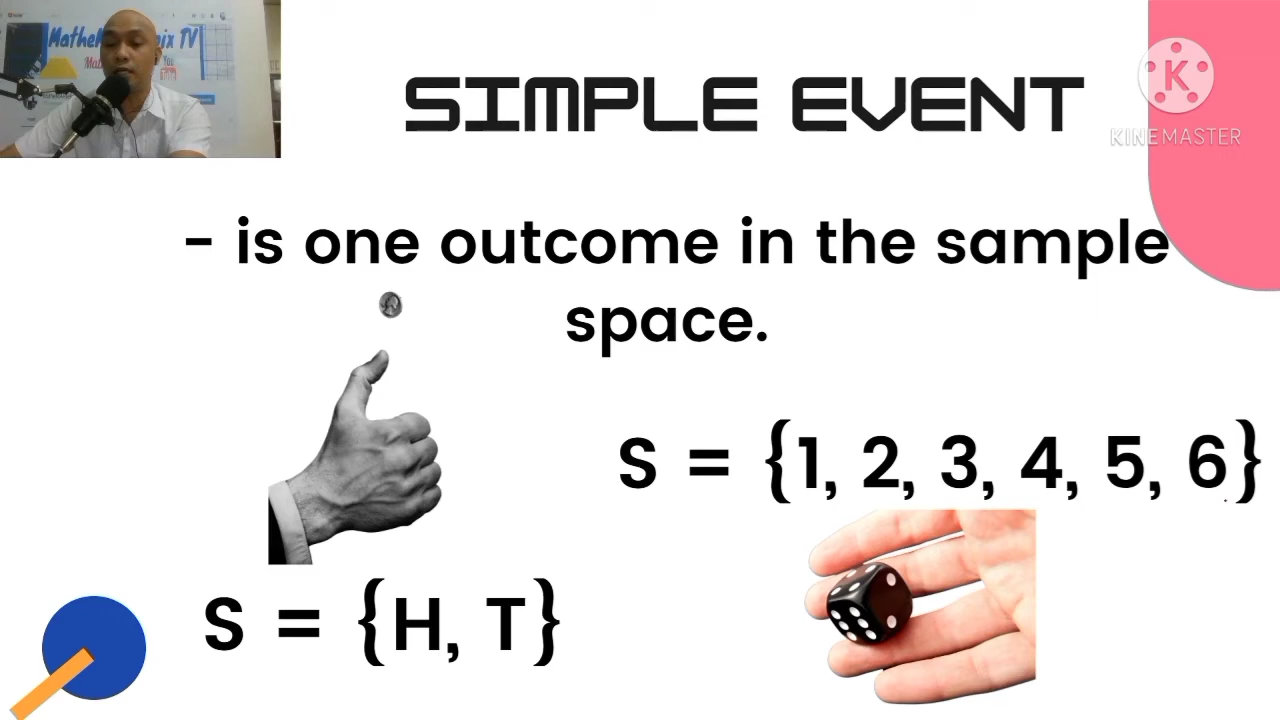 SIMPLE EVENT
K
KINEMASTER
- is one outcome in the sample
space.
S = {1, 2, 3, 4, 5, 6}
S = {H, T}